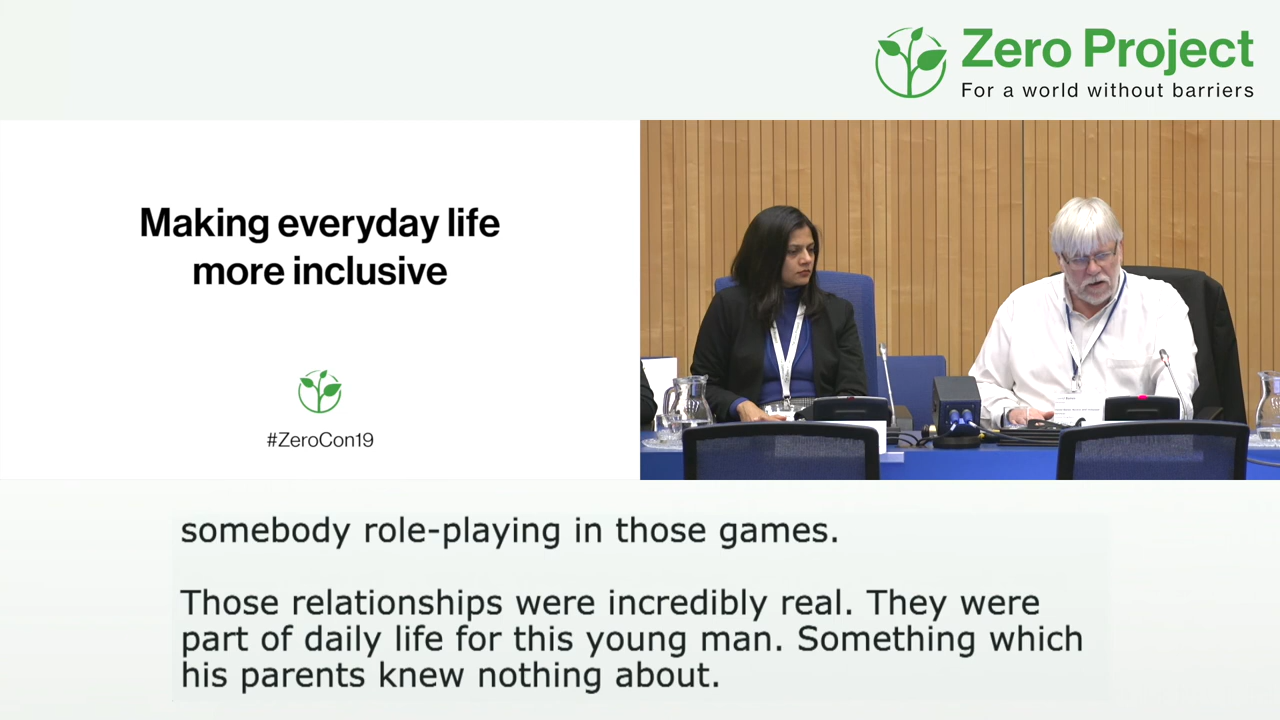 Zero Project
For a world without barriers
Making everyday life
more inclusive
#ZeroCon19
somebody role-playing in those games.
Those relationships were incredibly real. They were
part of daily life for this young man. Something which
his parents knew nothing about.